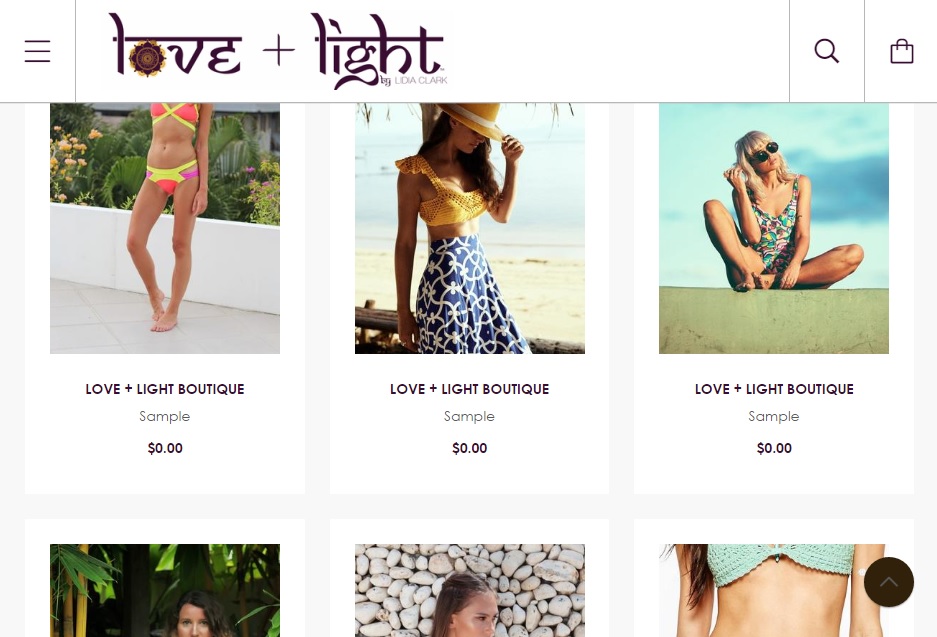 love + light
by LIDIA CLARK
LOVE + LIGHT BOUTIQUE
Sample
$0.00
LOVE + LIGHT BOUTIQUE
Sample
$0.00
LOVE + LIGHT BOUTIQUE
Sample
$0.00